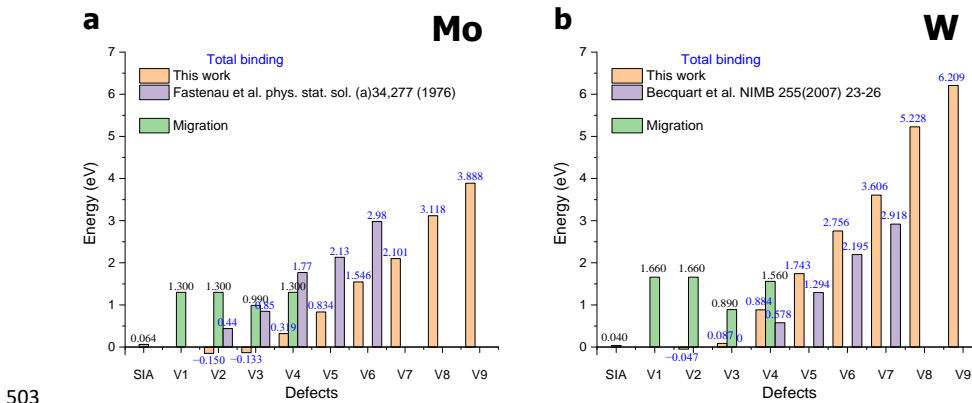 a
Mo
Total binding
This work
Fastenau et al. phys. stat. sol. (a)34,277 (1976)
Migration
Energy (eV)
7
6
5
4
3
2
1
0
0.064
1.300
1.300
−0.150
0.44
0.990
−0.133
0.85
1.300
0.319
1.77
0.834
2.13
1.546
2.98
2.101
3.118
3.888
SIA
V1
V2
V3
V4
V5
V6
V7
V8
V9
Defects
b
W
Total binding
This work
Becquart et al. NIMB 255(2007) 23-26
Migration
Energy (eV)
7
6
5
4
3
2
1
0
0.040
1.660
1.660
−0.047
0.890
0.087
0
1.560
0.884
0.578
1.743
1.294
2.756
2.195
3.606
2.918
5.228
6.209
SIA
V1
V2
V3
V4
V5
V6
V7
V8
V9
Defects
503